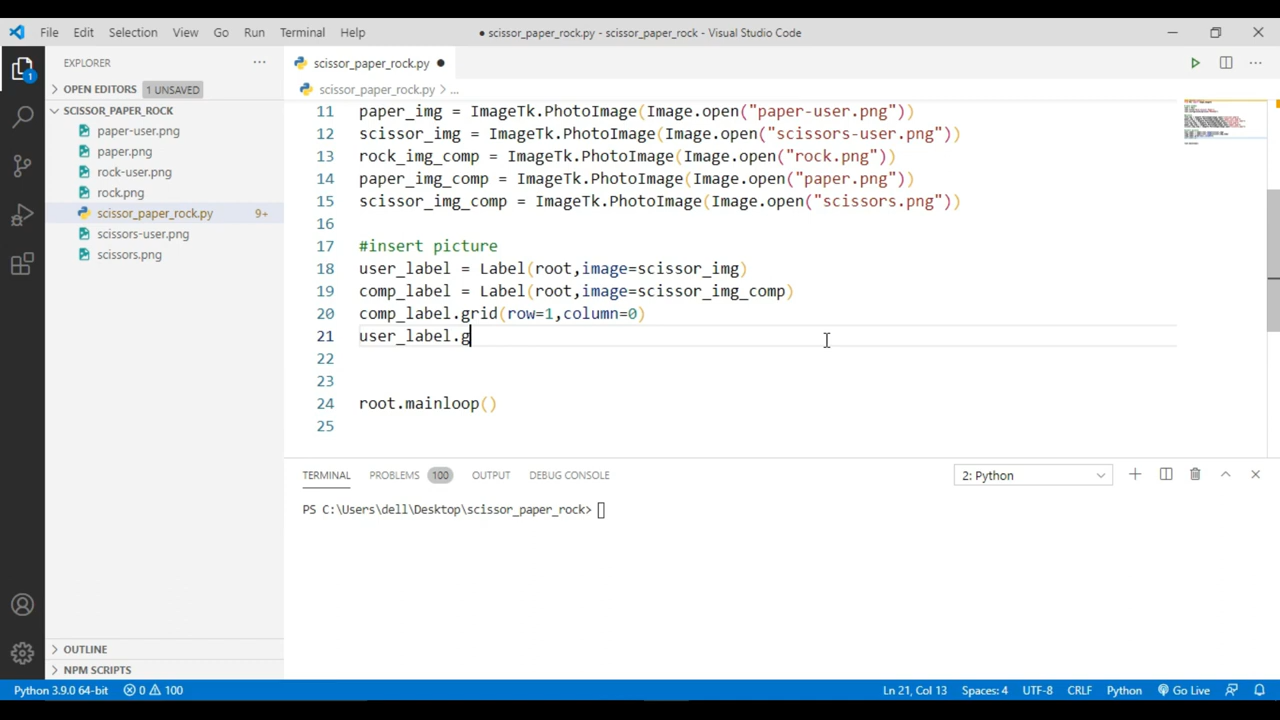 File Edit Selection View Go Run Terminal Help
● scissor_paper_rock.py - scissor_paper_rock - Visual Studio Code
1
EXPLORER
OPEN EDITORS 1 UNSAVED
SCISSOR_PAPER_ROCK
paper-user.png
paper.png
rock-user.png
rock.png
scissor_paper_rock.py 9+
scissors-user.png
scissors.png
OUTLINE
NPM SCRIPTS
scissor_paper_rock.py ●
scissor_paper_rock.py > ...
11 paper_img = ImageTk.PhotoImage(Image.open("paper-user.png"))
12 scissor_img = ImageTk.PhotoImage(Image.open("scissors-user.png"))
13 rock_img_comp = ImageTk.PhotoImage(Image.open("rock.png"))
14 paper_img_comp = ImageTk.PhotoImage(Image.open("paper.png"))
15 scissor_img_comp = ImageTk.PhotoImage(Image.open("scissors.png"))
16
17 #insert picture
18 user_label = Label(root,image=scissor_img)
19 comp_label = Label(root,image=scissor_img_comp)
20 comp_label.grid(row=1,column=0)
21 user_label.g
22
23
24 root.mainloop()
25
TERMINAL PROBLEMS 100 OUTPUT DEBUG CONSOLE 2: Python
PS C:\Users\dell\Desktop\scissor_paper_rock>
Python 3.9.0 64-bit 0 100 Ln 21, Col 13 Spaces: 4 UTF-8 CRLF Python Go Live